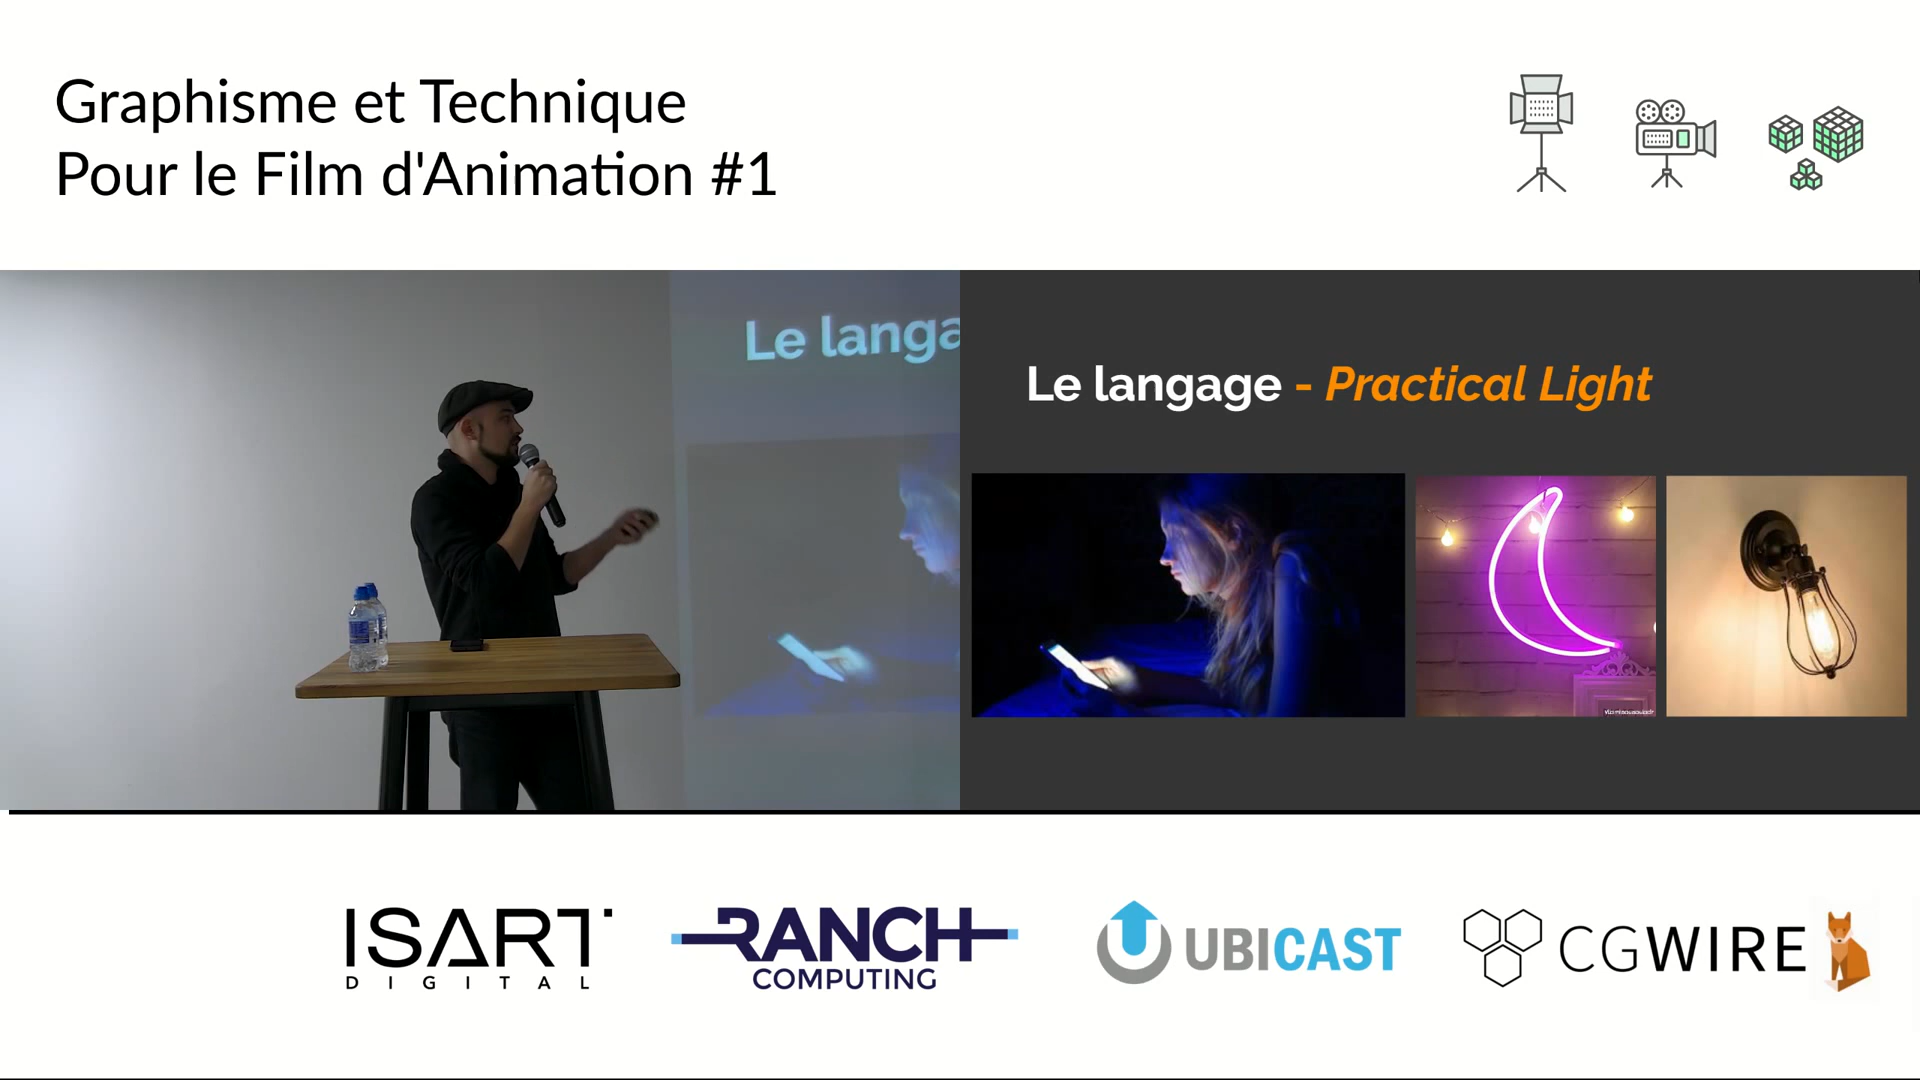 Graphisme et Technique
Pour le Film d'Animation #1
Le langa
Le langage - Practical Light
ISART
DIGITAL
RANCH
COMPUTING
UBICAST
CGWIRE